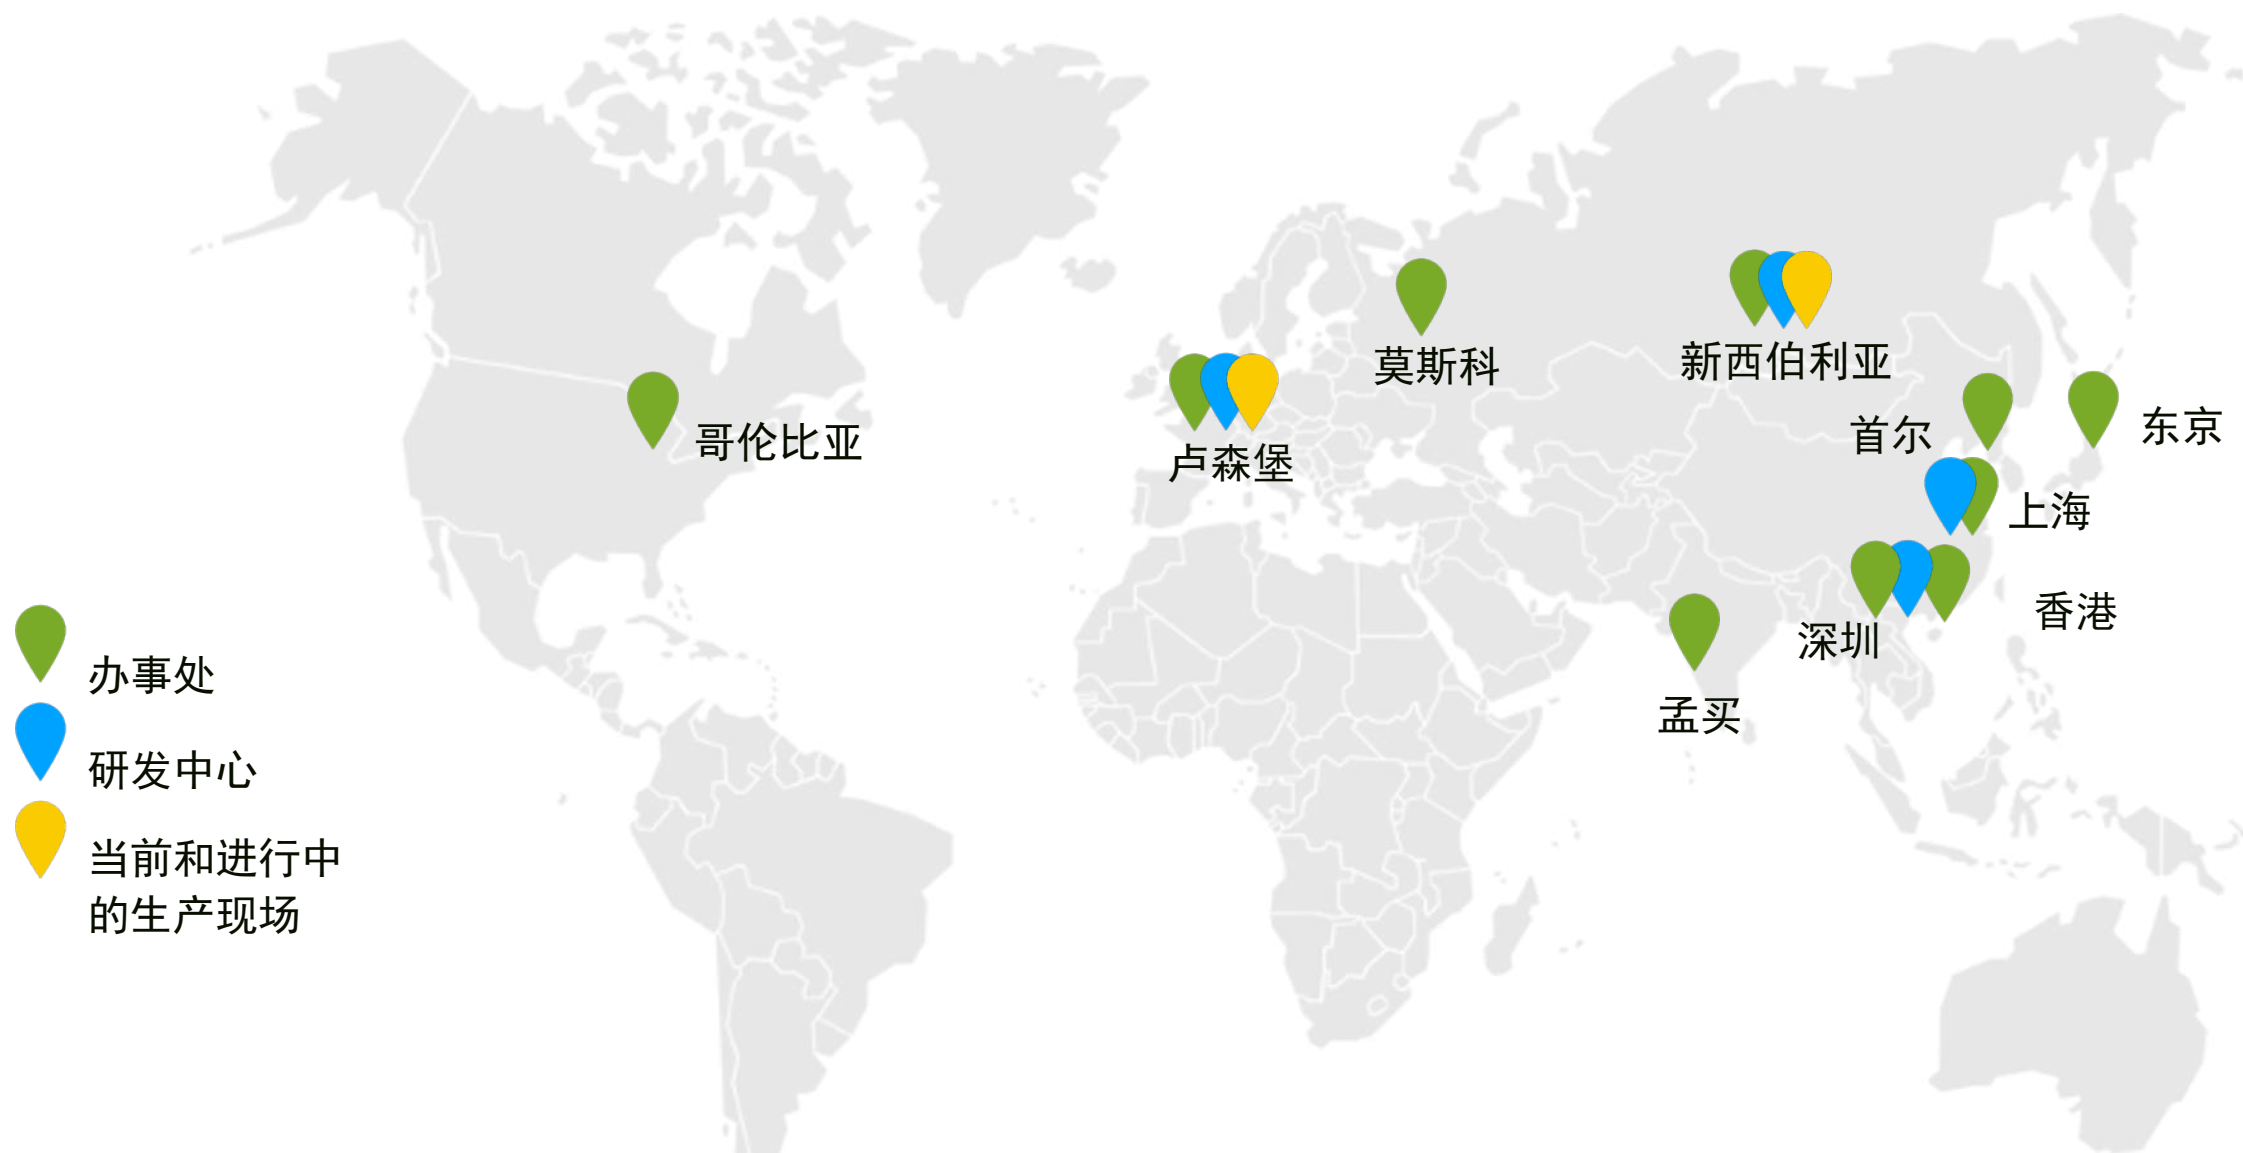 莫斯科
新西伯利亚
首尔
东京
哥伦比亚
卢森堡
上海
香港
深圳
孟买
办事处
研发中心
当前和进行中
的生产现场